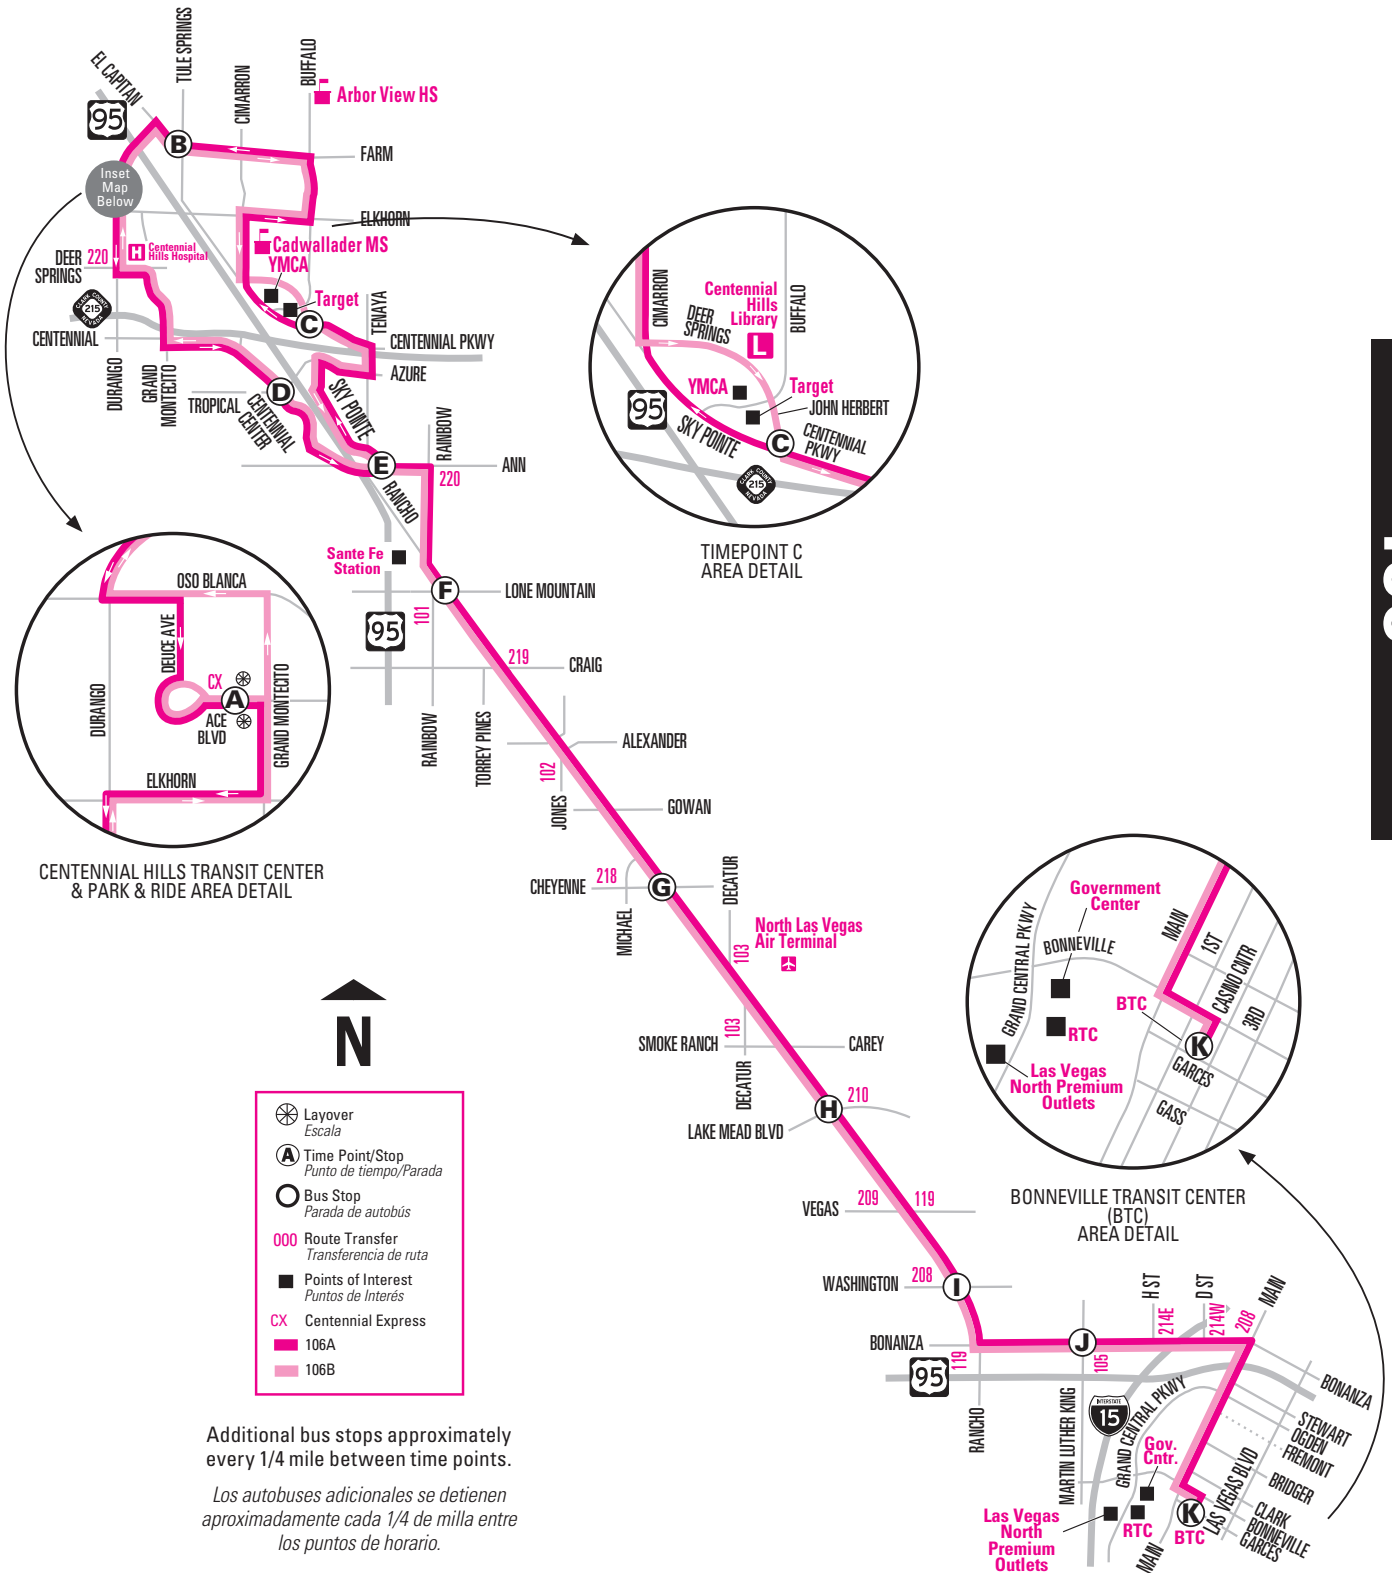 EL CAPITAN
TULE SPRINGS
CIMARRON
BUFFALO
Arbor View HS
95
B
FARM
Inset
Map
Below
ELKHORN
Cadwallader MS
YMCA
H
Centennial
Hills Hospital
DEER
SPRINGS
220
Target
C
TENAYA
CLARK COUNTY
215
NEVADA
CENTENNIAL
CENTENNIAL PKWY
AZURE
DURANGO
GRAND
MONTECITO
TROPICAL
D
CENTENNIAL
CENTER
SKY POINTE
RAINBOW
E
ANN
220
RANCHO
Sante Fe
Station
F
LONE MOUNTAIN
101
95
219
CRAIG
RAINBOW
TORREY PINES
ALEXANDER
102
JONES
GOWAN
CHEYENNE
218
G
MICHAEL
DECATUR
103
North Las Vegas
Air Terminal
103
SMOKE RANCH
CAREY
DECATUR
H
210
LAKE MEAD BLVD
VEGAS
209
119
WASHINGTON
208
I
BONANZA
119
95
RANCHO
J
105
MARTIN LUTHER KING
H ST
214E
D ST
214W
208
MAIN
INTERSTATE
15
GRAND CENTRAL PKWY
BONANZA
STEWART
OGDEN
FREMONT
BRIDGER
CLARK
BONNEVILLE
GARCES
LAS VEGAS BLVD
Gov.
Cntr.
Las Vegas
North
Premium
Outlets
RTC
MAIN
K
BTC
CIMARRON
DEER
SPRINGS
Centennial
Hills
Library
L
BUFFALO
YMCA
Target
JOHN HERBERT
95
SKY POINTE
C
CENTENNIAL
PKWY
CLARK COUNTY
215
NEVADA
TIMEPOINT C
AREA DETAIL
OSO BLANCA
DEUCE AVE
CX
A
ACE
BLVD
DURANGO
GRAND MONTECITO
ELKHORN
CENTENNIAL HILLS TRANSIT CENTER
& PARK & RIDE AREA DETAIL
Government
Center
GRAND CENTRAL PKWY
BONNEVILLE
MAIN
1ST
CASINO CNTR
3RD
BTC
RTC
K
GARCES
GASS
Las Vegas
North Premium
Outlets
BONNEVILLE TRANSIT CENTER
(BTC)
AREA DETAIL
N
Layover
Escala
A
Time Point/Stop
Punto de tiempo/Parada
Bus Stop
Parada de autobús
000 Route Transfer
Transferencia de ruta
Points of Interest
Puntos de Interés
CX Centennial Express
106A
106B
Additional bus stops approximately
every 1/4 mile between time points.
Los autobuses adicionales se detienen
aproximadamente cada 1/4 de milla entre
los puntos de horario.